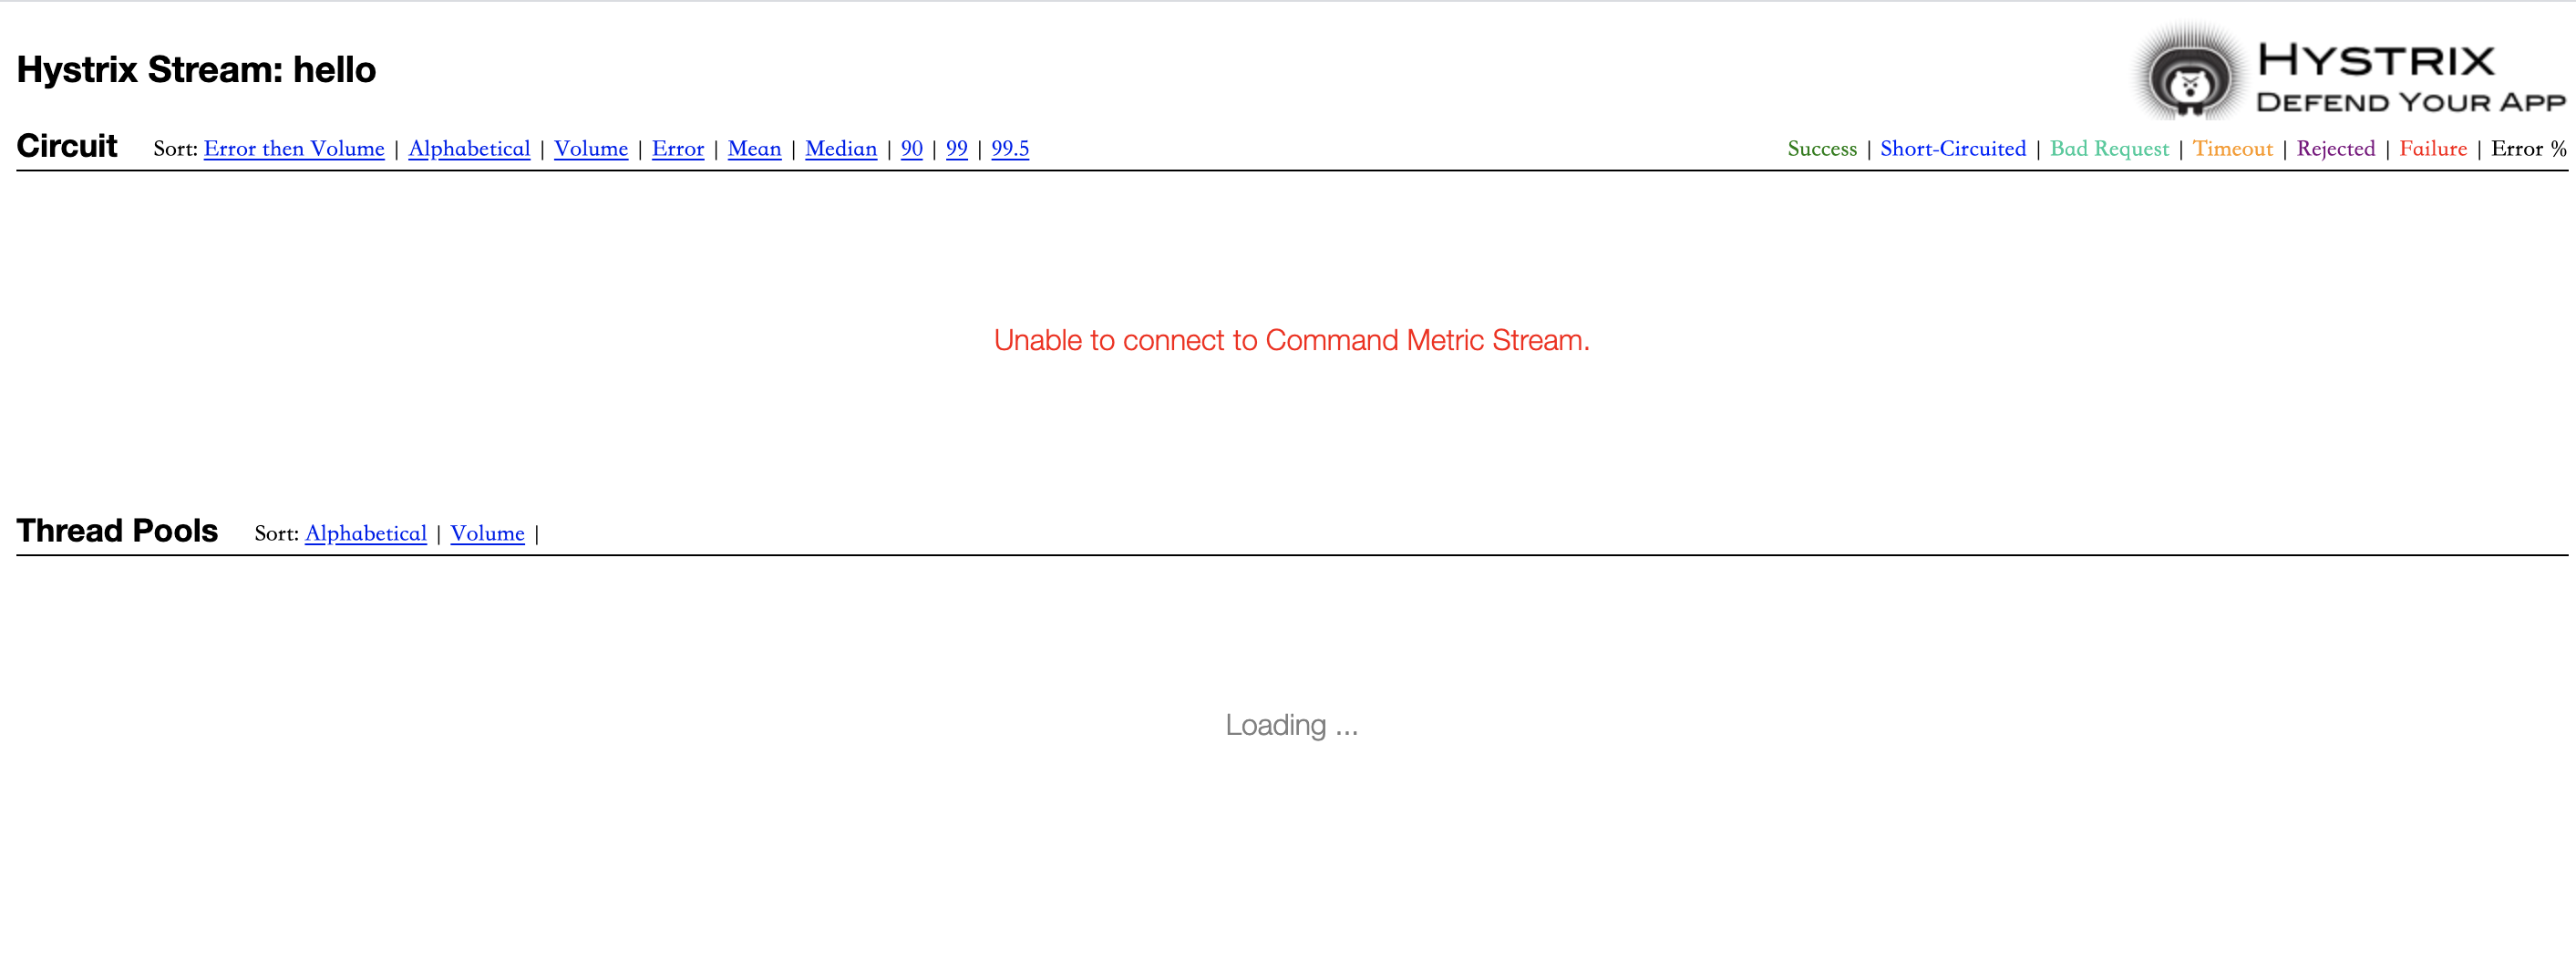 Hystrix Stream: hello
HYSTRIX
DEFEND YOUR APP
Circuit Sort: Error then Volume | Alphabetical | Volume | Error | Mean | Median | 90 | 99 | 99.5
Success | Short-Circuited | Bad Request | Timeout | Rejected | Failure | Error %
Unable to connect to Command Metric Stream.
Thread Pools Sort: Alphabetical | Volume |
Loading ...